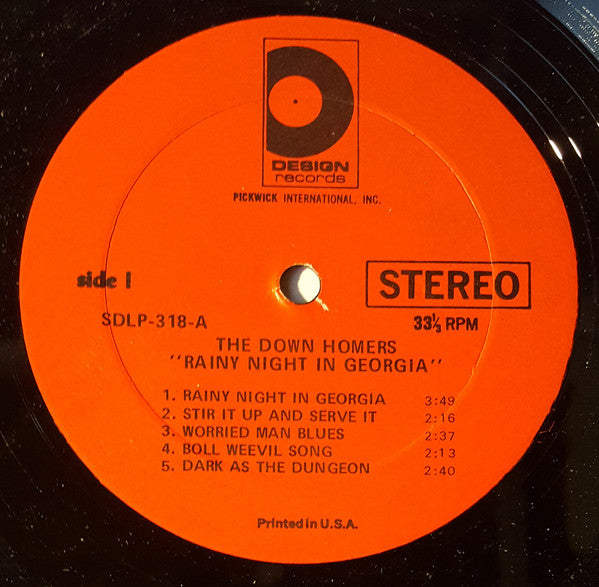 DESIGN
records
PICKWICK INTERNATIONAL, INC.
side 1
STEREO
SDLP-318-A
33⅓ RPM
THE DOWN HOMERS
"RAINY NIGHT IN GEORGIA"
1. RAINY NIGHT IN GEORGIA 3:49
2. STIR IT UP AND SERVE IT 2:16
3. WORRIED MAN BLUES 2:37
4. BOLL WEEVIL SONG 2:13
5. DARK AS THE DUNGEON 2:40
Printed in U.S.A.